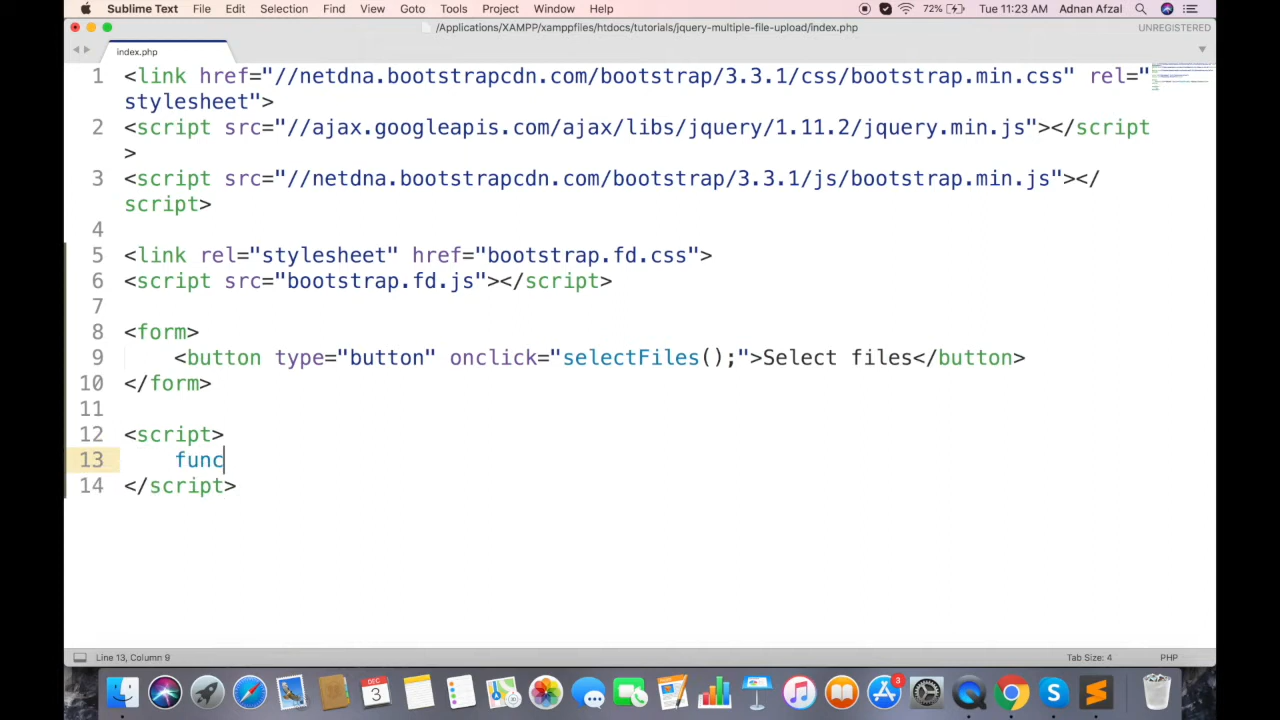 Sublime Text File Edit Selection Find View Goto Tools Project Window Help 72% Tue 11:23 AM Adnan Afzal
/Applications/XAMPP/xamppfiles/htdocs/tutorials/jquery-multiple-file-upload/index.php UNREGISTERED
index.php
1 <link href="//netdna.bootstrapcdn.com/bootstrap/3.3.1/css/bootstrap.min.css" rel="
stylesheet">
2 <script src="//ajax.googleapis.com/ajax/libs/jquery/1.11.2/jquery.min.js"></script
>
3 <script src="//netdna.bootstrapcdn.com/bootstrap/3.3.1/js/bootstrap.min.js"></
script>
4
5 <link rel="stylesheet" href="bootstrap.fd.css">
6 <script src="bootstrap.fd.js"></script>
7
8 <form>
9 <button type="button" onclick="selectFiles();">Select files</button>
10 </form>
11
12 <script>
13 func
14 </script>
Line 13, Column 9 Tab Size: 4 PHP
DEC
3
3